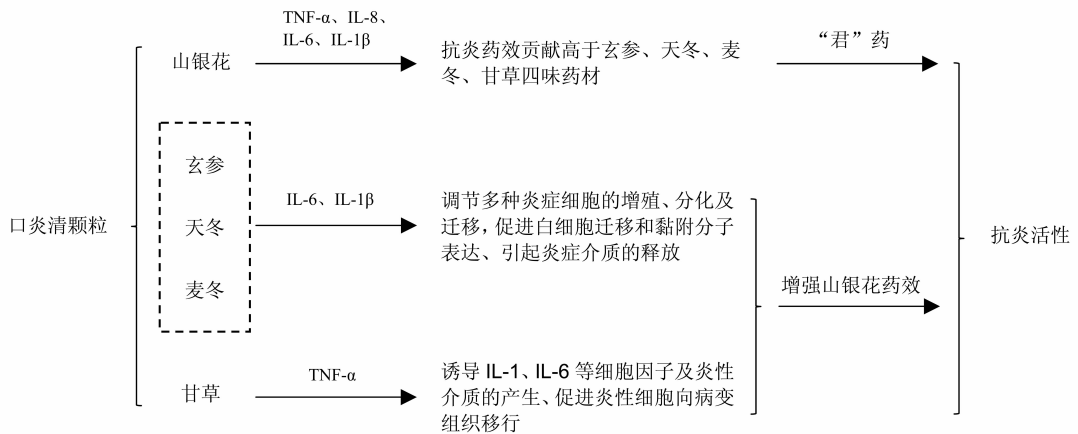 口炎清颗粒
山银花
TNF-α、IL-8、
IL-6、IL-1β
抗炎药效贡献高于玄参、天冬、麦
冬、甘草四味药材
“君”药
玄参
天冬
麦冬
IL-6、IL-1β
调节多种炎症细胞的增殖、分化及
迁移，促进白细胞迁移和黏附分子
表达、引起炎症介质的释放
甘草
TNF-α
诱导 IL-1、IL-6 等细胞因子及炎性
介质的产生、促进炎性细胞向病变
组织移行
增强山银花药效
抗炎活性